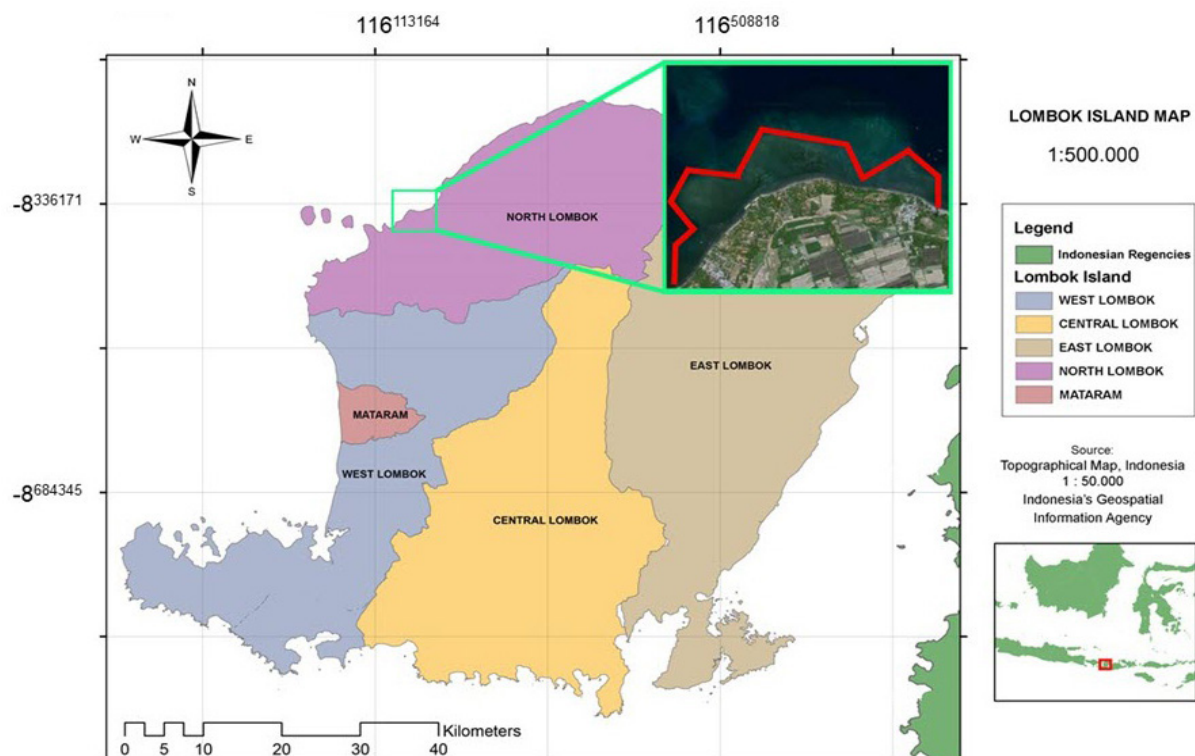 116113164 116508818
N
W E
S
-8336171
-8684345
NORTH LOMBOK
EAST LOMBOK
MATARAM
WEST LOMBOK
CENTRAL LOMBOK
Kilometers
0 5 10 20 30 40
LOMBOK ISLAND MAP
1:500.000
Legend
Indonesian Regencies
Lombok Island
WEST LOMBOK
CENTRAL LOMBOK
EAST LOMBOK
NORTH LOMBOK
MATARAM
Source:
Topographical Map, Indonesia
1 : 50.000
Indonesia's Geospatial
Information Agency